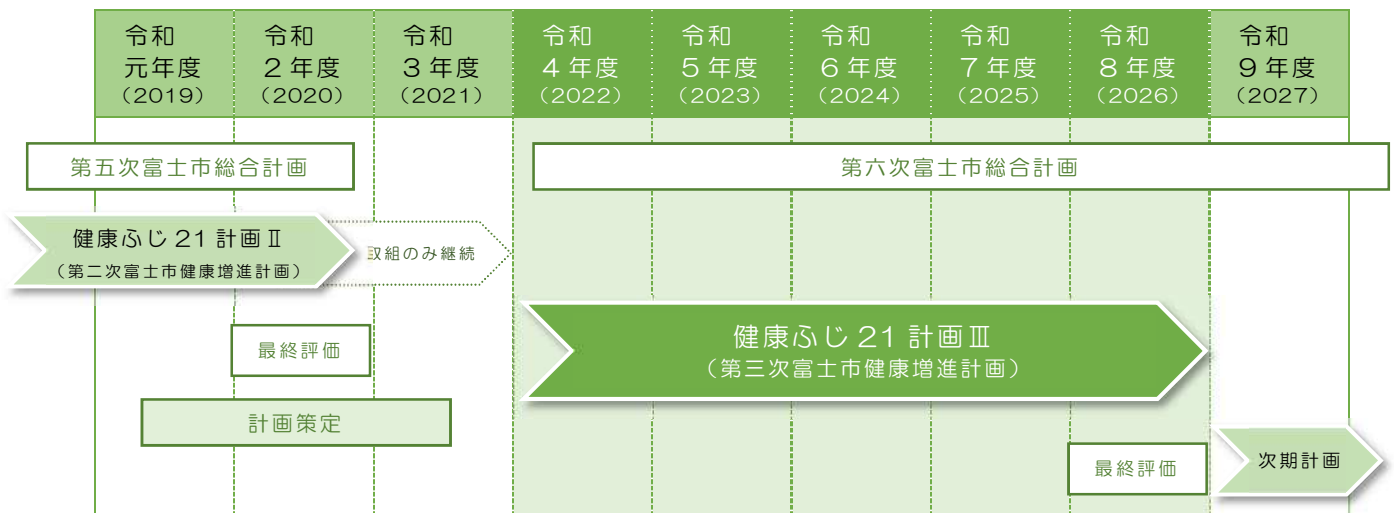 令和
元年度
（2019）
令和
2年度
（2020）
令和
3年度
（2021）
令和
4年度
（2022）
令和
5年度
（2023）
令和
6年度
（2024）
令和
7年度
（2025）
令和
8年度
（2026）
令和
9年度
（2027）
第五次富士市総合計画
第六次富士市総合計画
健康ふじ21計画Ⅱ
（第二次富士市健康増進計画）
取組のみ継続
健康ふじ21計画Ⅲ
（第三次富士市健康増進計画）
最終評価
計画策定
最終評価
次期計画